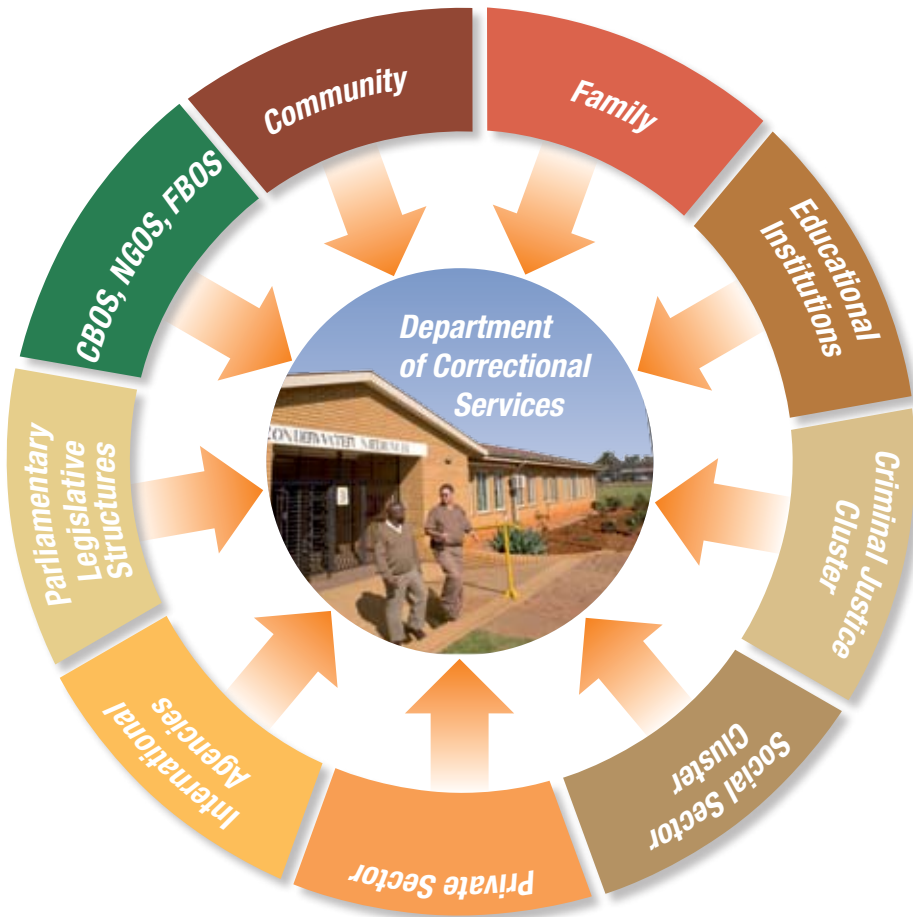 Community
Family
Educational
Institutions
Criminal Justice
Cluster
Social Sector
Cluster
Private Sector
International
Agencies
Parliamentary
Legislative
Structures
CBOS, NGOS, FBOS
Department
of Correctional
Services